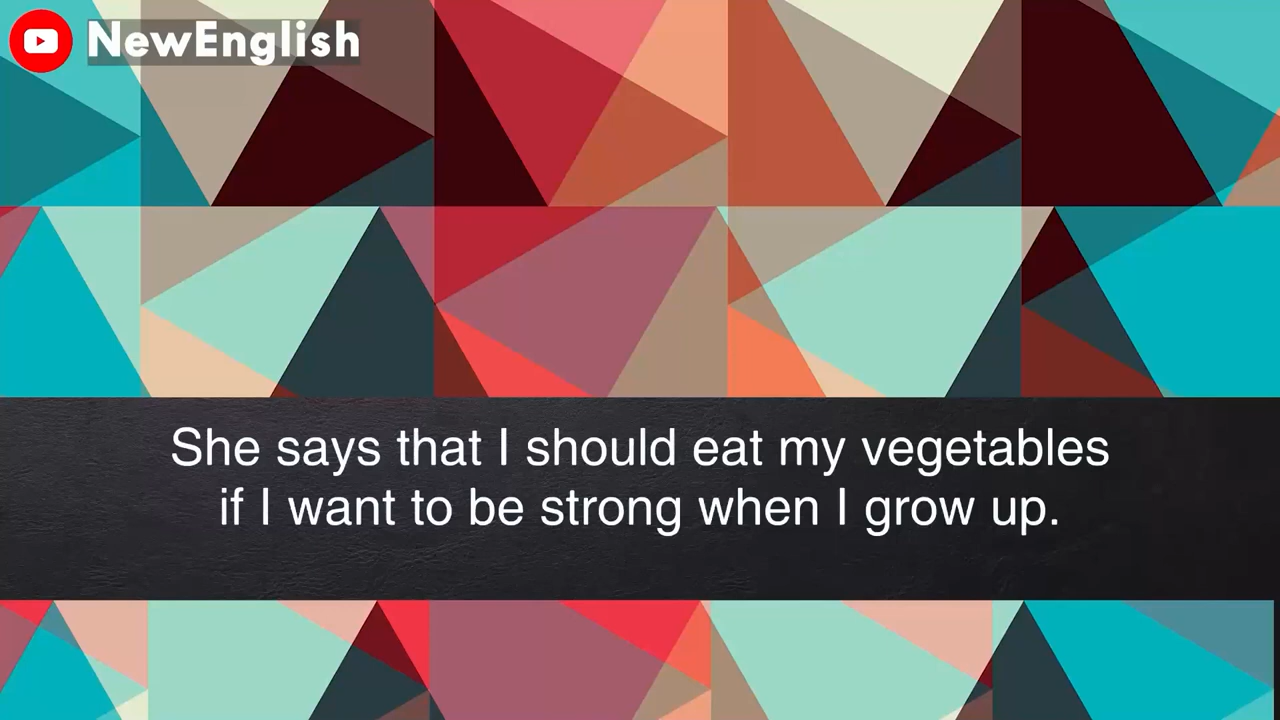 NewEnglish
She says that I should eat my vegetables
if I want to be strong when I grow up.